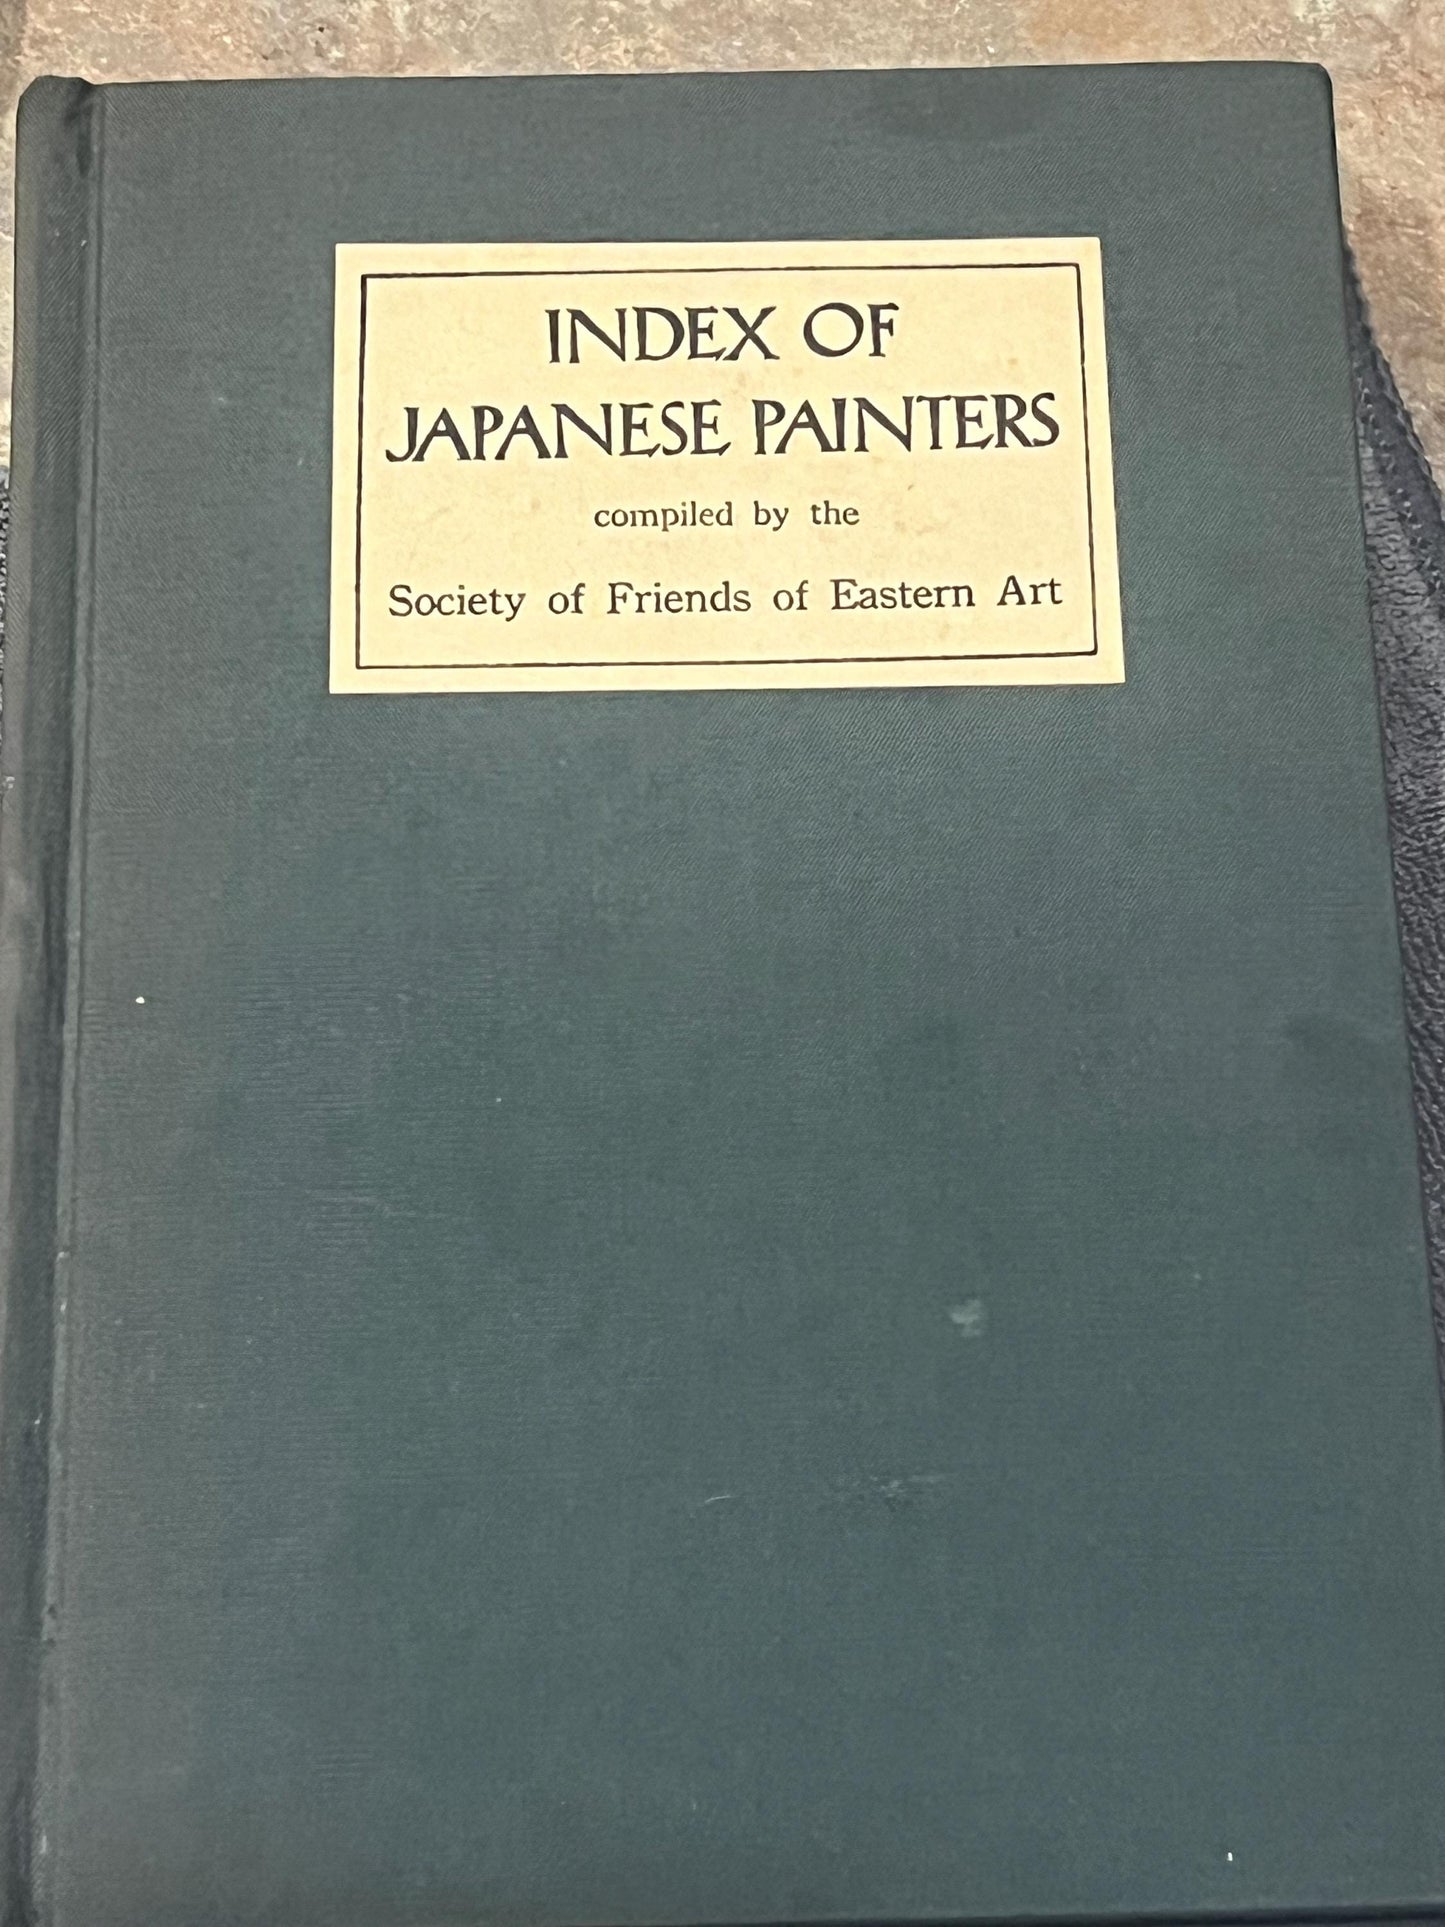 INDEX OF
JAPANESE PAINTERS
compiled by the
Society of Friends of Eastern Art